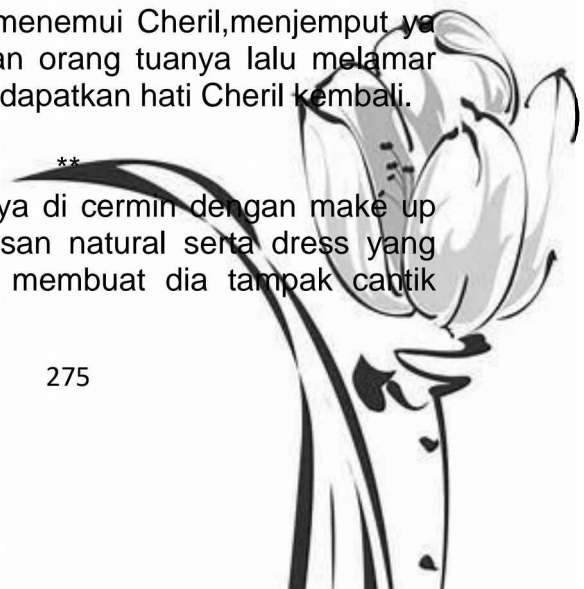 menemui Cheril,menjemput ya
an orang tuanya lalu melamar
dapatkan hati Cheril kembali.
**
ya di cermin dengan make up
san natural serta dress yang
membuat dia tampak cantik
275